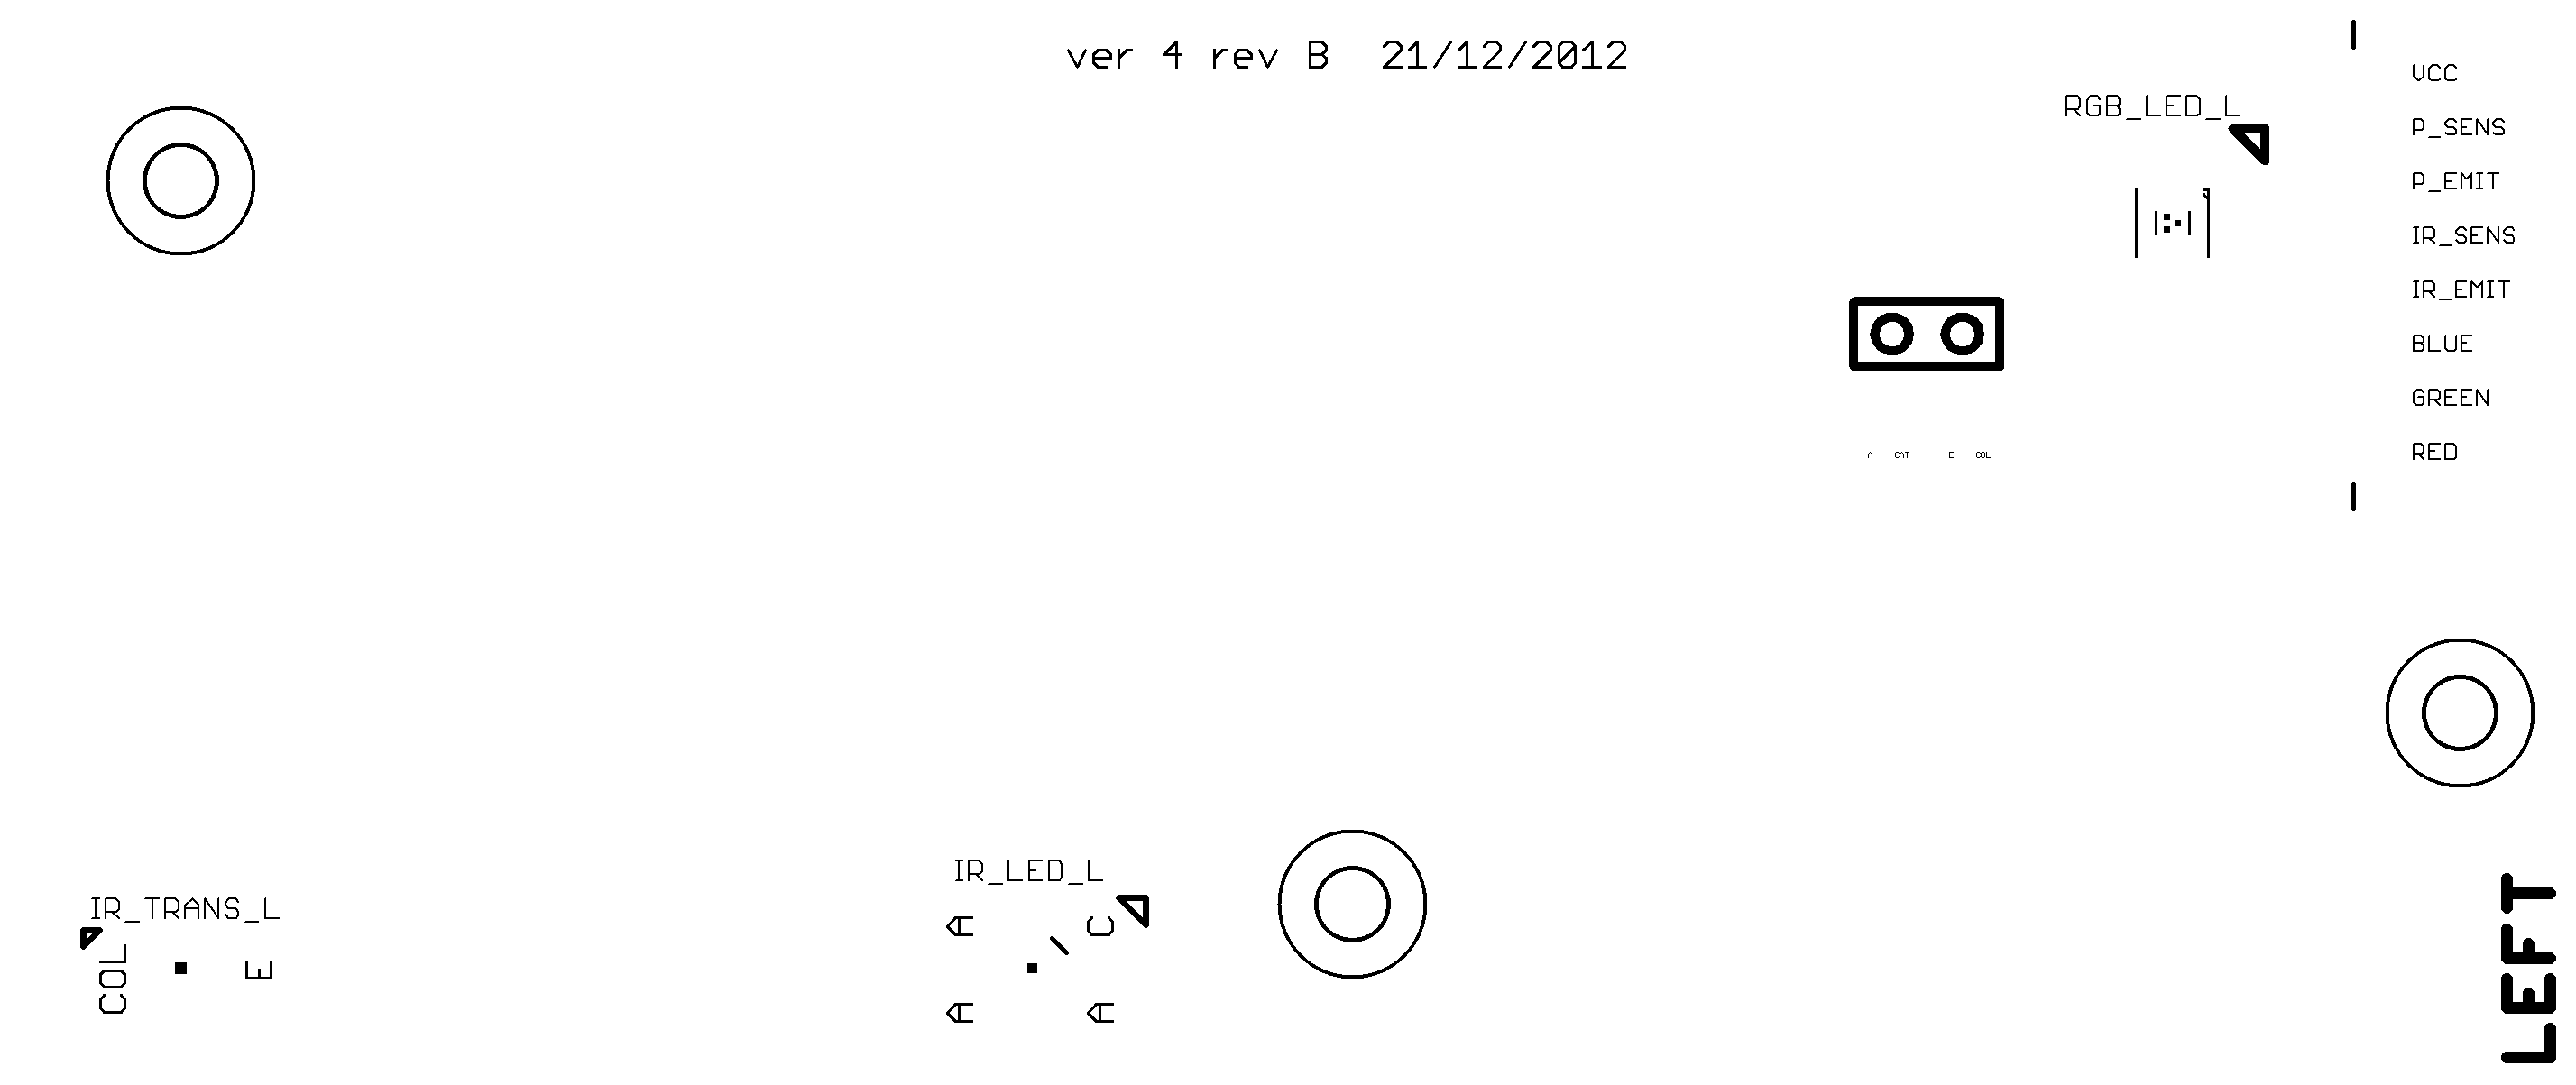 ver 4 rev B  21/12/2012
VCC
RGB_LED_L
P_SENS
P_EMIT
IR_SENS
IR_EMIT
BLUE
GREEN
RED
A CAT E COL
IR_LED_L
A C
A A
IR_TRANS_L
COL E
LEFT